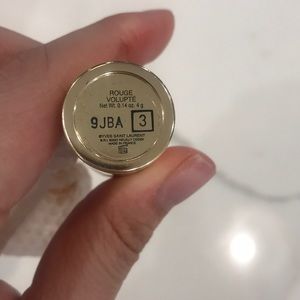 ROUGE
VOLUPTÉ
Net Wt. 0.14 oz. 4 g
9JBA 3
©YVES SAINT LAURENT
MADE IN FRANCE